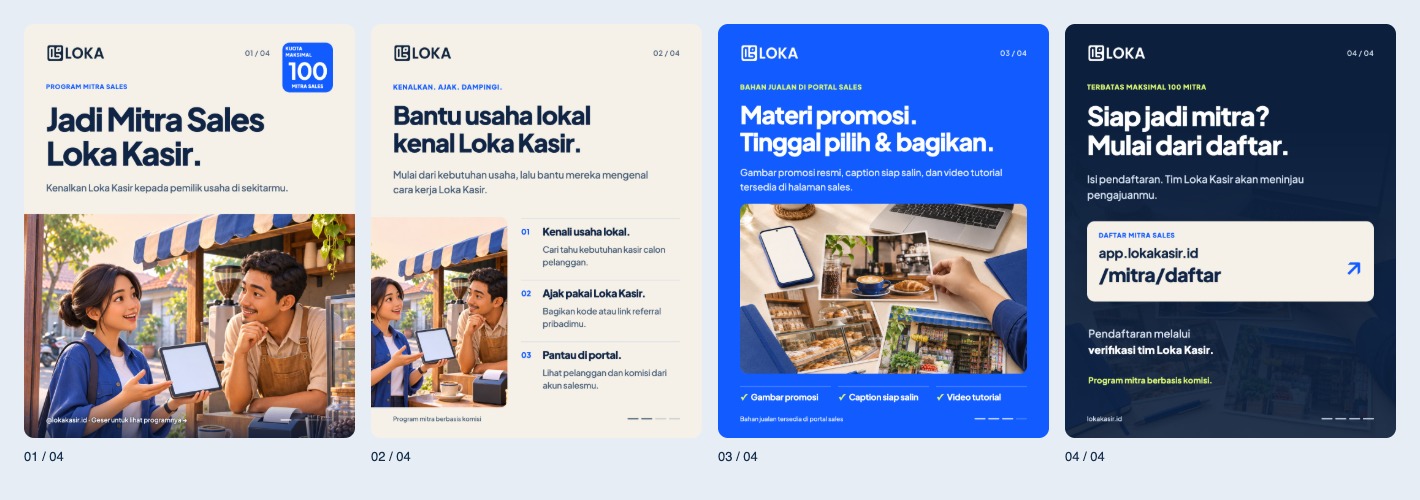 LOKA
01 / 04
KUOTA
MAKSIMAL
100
MITRA SALES
PROGRAM MITRA SALES
Jadi Mitra Sales
Loka Kasir.
Kenalkan Loka Kasir kepada pemilik usaha di sekitarmu.
@lokakasir.id · Geser untuk lihat programnya →
01 / 04
LOKA
02 / 04
KENALKAN. AJAK. DAMPINGI.
Bantu usaha lokal
kenal Loka Kasir.
Mulai dari kebutuhan usaha, lalu bantu mereka mengenal
cara kerja Loka Kasir.
01 Kenali usaha lokal.
Cari tahu kebutuhan kasir calon
pelanggan.
02 Ajak pakai Loka Kasir.
Bagikan kode atau link referral
pribadimu.
03 Pantau di portal.
Lihat pelanggan dan komisi dari
akun salesmu.
Program mitra berbasis komisi
02 / 04
LOKA
03 / 04
BAHAN JUALAN DI PORTAL SALES
Materi promosi.
Tinggal pilih & bagikan.
Gambar promosi resmi, caption siap salin, dan video tutorial
tersedia di halaman sales.
✓ Gambar promosi
✓ Caption siap salin
✓ Video tutorial
Bahan jualan tersedia di portal sales
03 / 04
LOKA
04 / 04
TERBATAS MAKSIMAL 100 MITRA
Siap jadi mitra?
Mulai dari daftar.
Isi pendaftaran. Tim Loka Kasir akan meninjau
pengajuanmu.
DAFTAR MITRA SALES
app.lokakasir.id
/mitra/daftar
Pendaftaran melalui
verifikasi tim Loka Kasir.
Program mitra berbasis komisi.
lokakasir.id
04 / 04